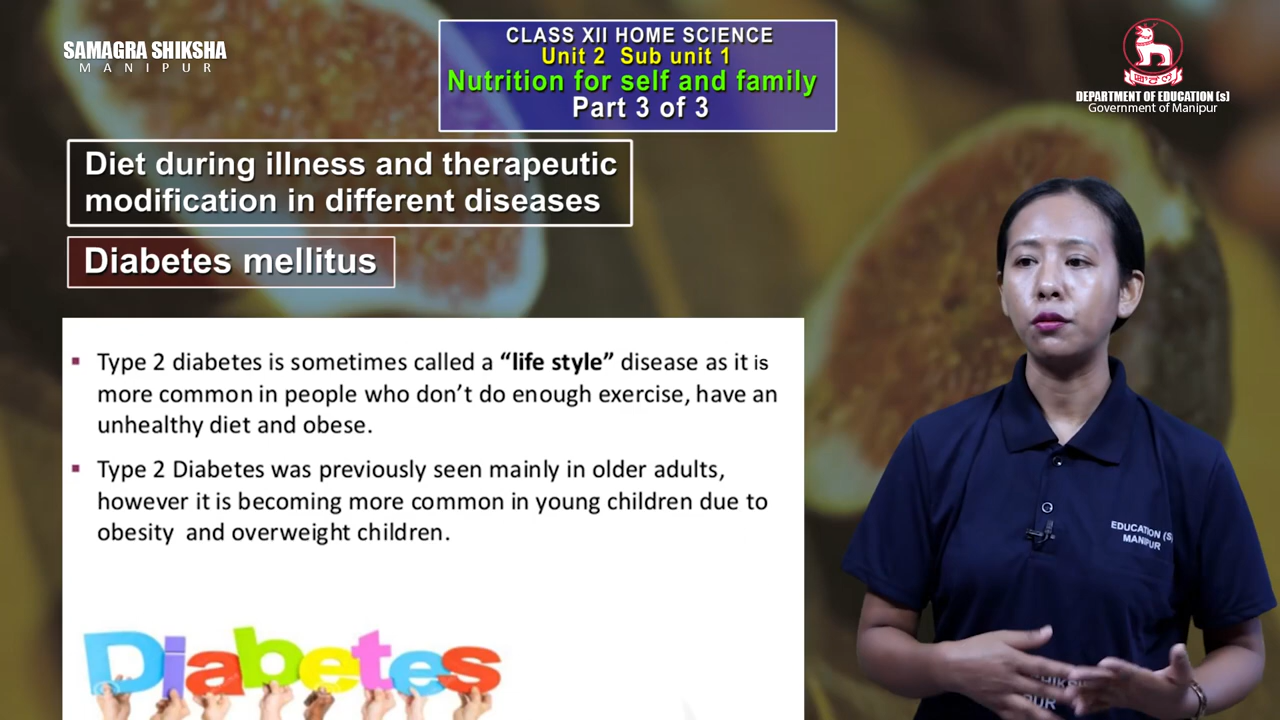 SAMAGRA SHIKSHA
MANIPUR
CLASS XII HOME SCIENCE
Unit 2 Sub unit 1
Nutrition for self and family
Part 3 of 3
DEPARTMENT OF EDUCATION (s)
Government of Manipur
Diet during illness and therapeutic
modification in different diseases
Diabetes mellitus
▪ Type 2 diabetes is sometimes called a “life style” disease as it is
more common in people who don’t do enough exercise, have an
unhealthy diet and obese.
▪ Type 2 Diabetes was previously seen mainly in older adults,
however it is becoming more common in young children due to
obesity and overweight children.
Diabetes
EDUCATION (S)
MANIPUR